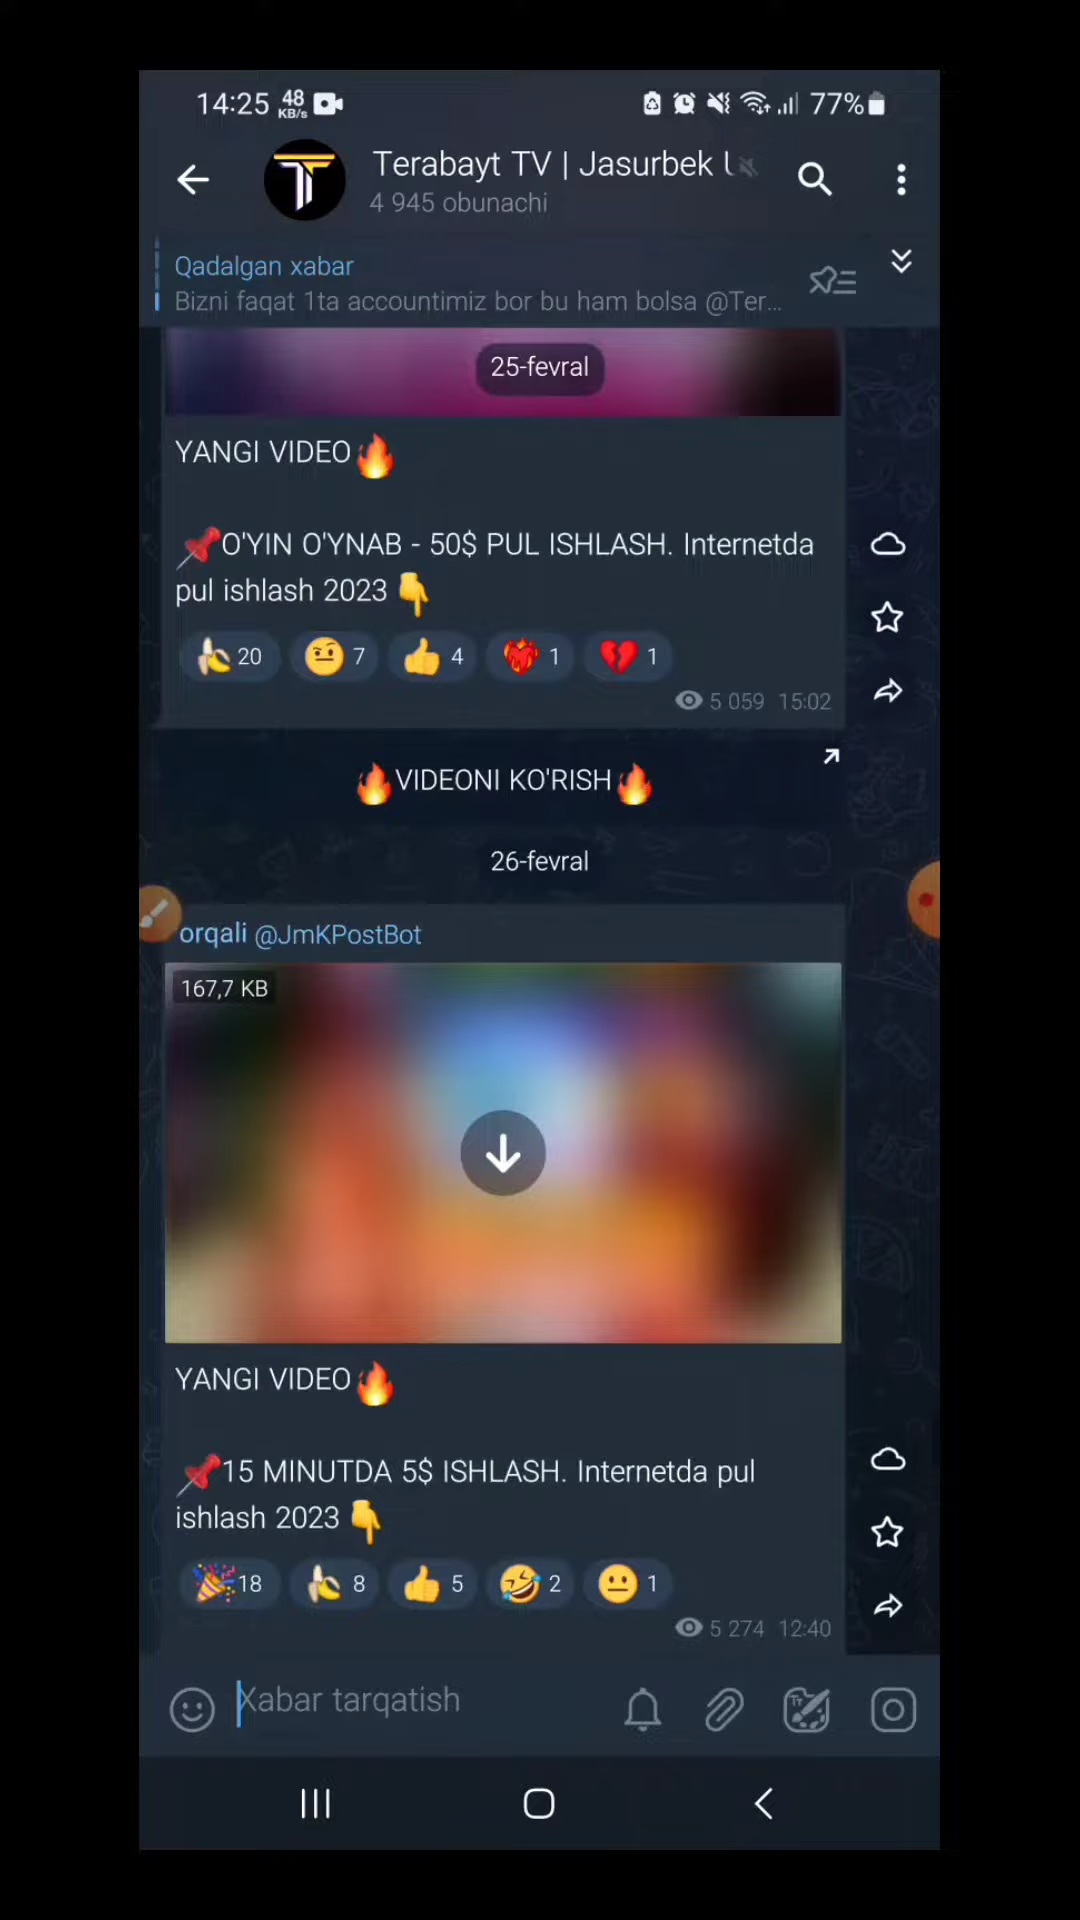 14:25 48 KB/s 77%
Terabayt TV | Jasurbek
4 945 obunachi
Qadalgan xabar
Bizni faqat 1ta accountimiz bor bu ham bolsa @Ter...
25-fevral
YANGI VIDEO🔥
📌O'YIN O'YNAB - 50$ PUL ISHLASH. Internetda
pul ishlash 2023 👇
🍌 20 🤨 7 👍 4 ❤️‍🔥 1 💔 1
5 059 15:02
🔥VIDEONI KO'RISH🔥
26-fevral
orqali @JmKPostBot
167,7 KB
YANGI VIDEO🔥
📌15 MINUTDA 5$ ISHLASH. Internetda pul
ishlash 2023 👇
🎉 18 🍌 8 👍 5 🤣 2 😐 1
5 274 12:40
Xabar tarqatish